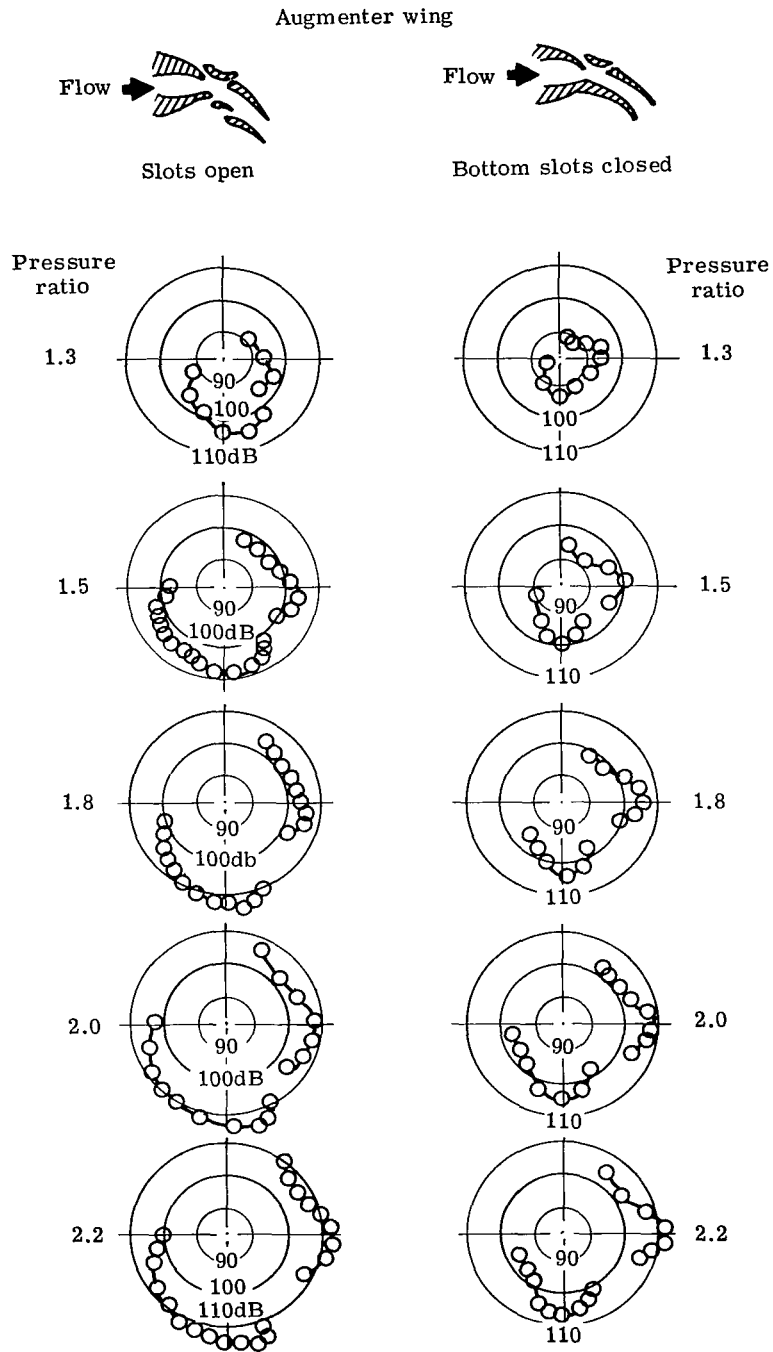 Augmenter wing
Flow
Flow
Slots open
Bottom slots closed
Pressure
ratio
Pressure
ratio
1.3
90
100
110dB
100
110
1.3
1.5
90
100dB
90
110
1.5
1.8
90
100db
90
110
1.8
2.0
90
100dB
90
110
2.0
2.2
90
100
110dB
90
110
2.2